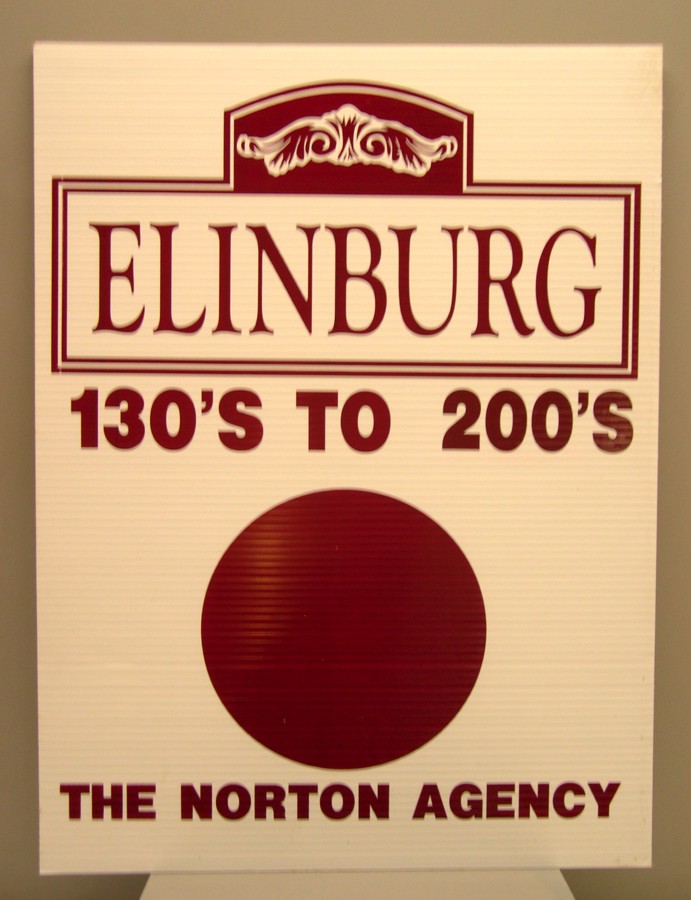 ELINBURG
130'S TO 200'S
THE NORTON AGENCY